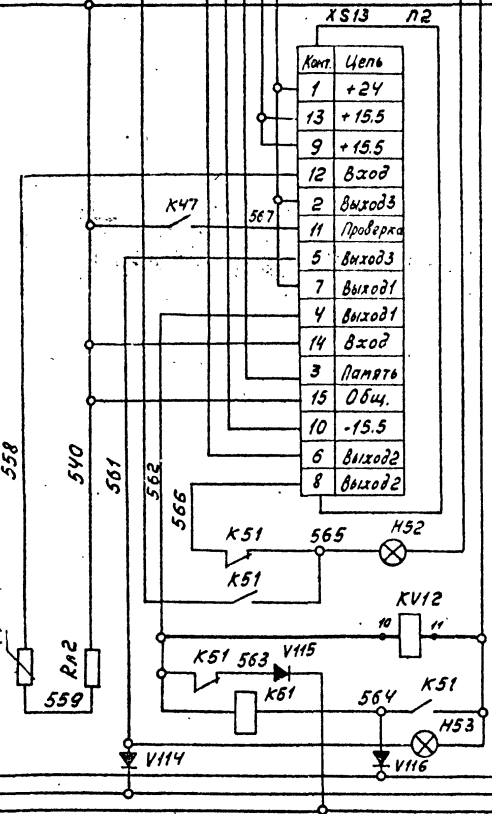 XS13 П2
Конт. Цепь
1 +24
13 +15.5
9 +15.5
12 Вход
2 Выход3
11 Проверка
5 Выход3
7 Выход1
4 Выход1
14 Вход
3 Память
15 Общ.
10 -15.5
6 Выход2
8 Выход2
К47
567
558
540
561
562
566
К51
565
Н52
К51
KV12
10 11
Rп2
559
К51 563 V115
К51
564
К51
Н53
V114
V116